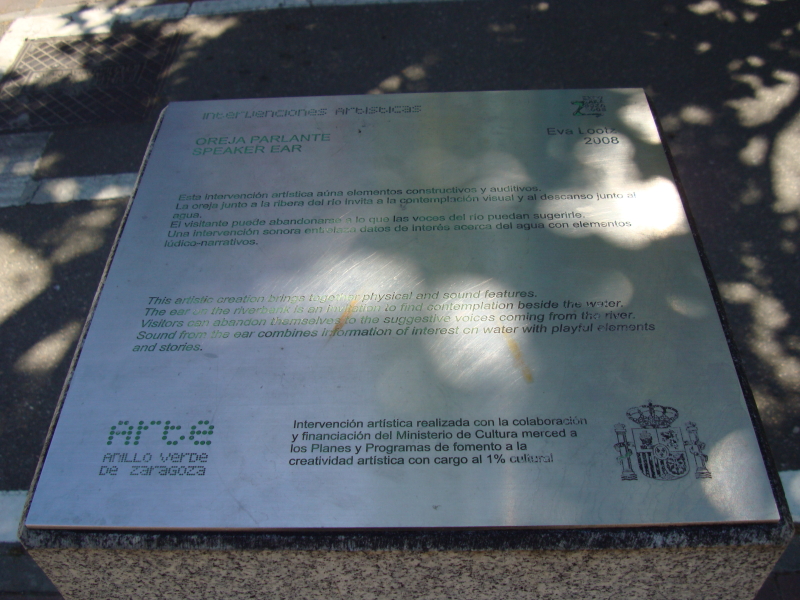 Intervenciones Artísticas
OREJA PARLANTE
SPEAKER EAR
Eva Lootz
2008
Esta intervención artística aúna elementos constructivos y auditivos.
La oreja junto a la ribera del río invita a la contemplación visual y al descanso junto al
agua.
El visitante puede abandonarse a lo que las voces del río puedan sugerirle.
Una intervención sonora entrelaza datos de interés acerca del agua con elementos
lúdico-narrativos.
This artistic creation brings together physical and sound features.
The ear on the riverbank is an invitation to find contemplation beside the water.
Visitors can abandon themselves to the suggestive voices coming from the river.
Sound from the ear combines information of interest on water with playful elements
and stories.
Arte
ANILLO VERDE
DE ZARAGOZA
Intervención artística realizada con la colaboración
y financiación del Ministerio de Cultura merced a
los Planes y Programas de fomento a la
creatividad artística con cargo al 1% cultural